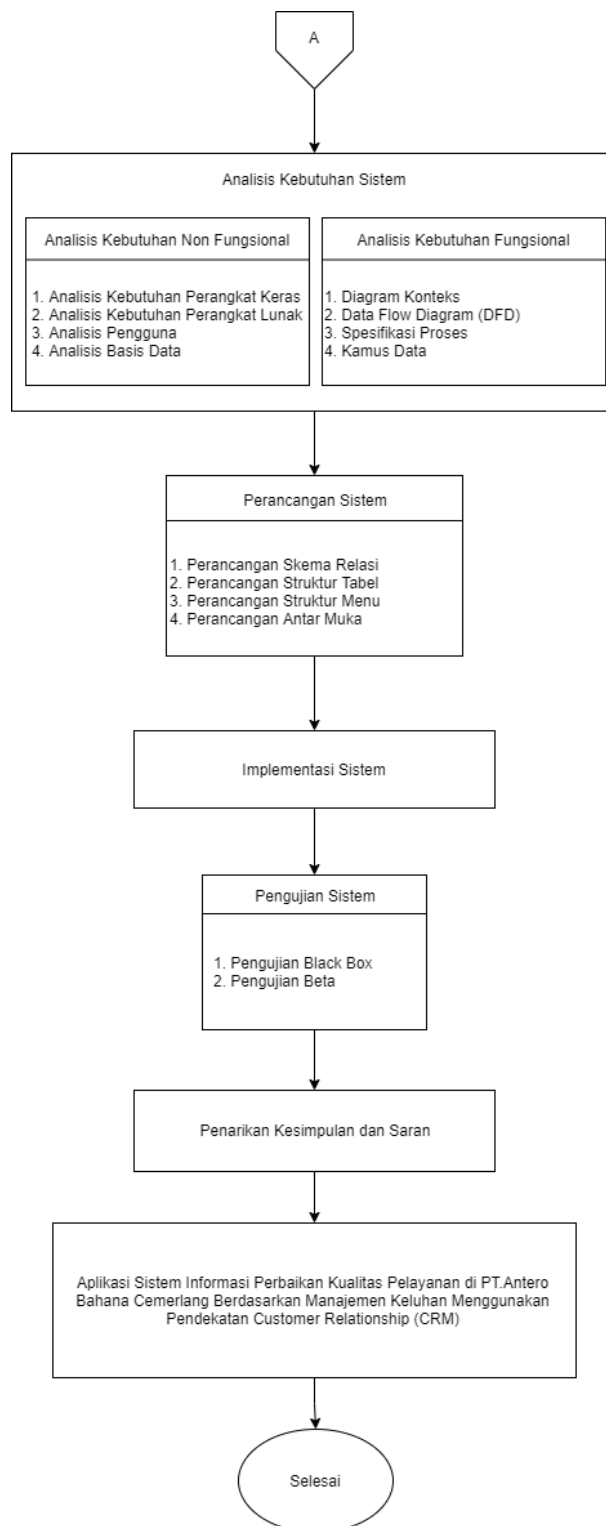 A
Analisis Kebutuhan Sistem
Analisis Kebutuhan Non Fungsional
1. Analisis Kebutuhan Perangkat Keras
2. Analisis Kebutuhan Perangkat Lunak
3. Analisis Pengguna
4. Analisis Basis Data
Analisis Kebutuhan Fungsional
1. Diagram Konteks
2. Data Flow Diagram (DFD)
3. Spesifikasi Proses
4. Kamus Data
Perancangan Sistem
1. Perancangan Skema Relasi
2. Perancangan Struktur Tabel
3. Perancangan Struktur Menu
4. Perancangan Antar Muka
Implementasi Sistem
Pengujian Sistem
1. Pengujian Black Box
2. Pengujian Beta
Penarikan Kesimpulan dan Saran
Aplikasi Sistem Informasi Perbaikan Kualitas Pelayanan di PT.Antero
Bahana Cemerlang Berdasarkan Manajemen Keluhan Menggunakan
Pendekatan Customer Relationship (CRM)
Selesai